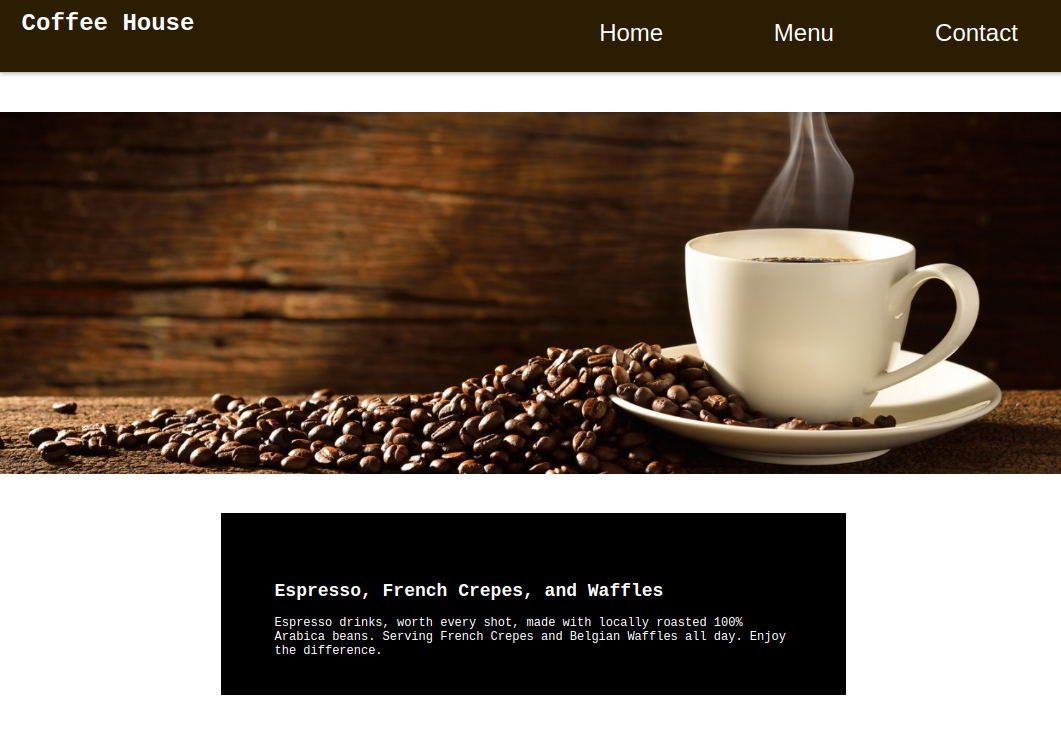 Coffee House
Home Menu Contact
Espresso, French Crepes, and Waffles
Espresso drinks, worth every shot, made with locally roasted 100%
Arabica beans. Serving French Crepes and Belgian Waffles all day. Enjoy
the difference.